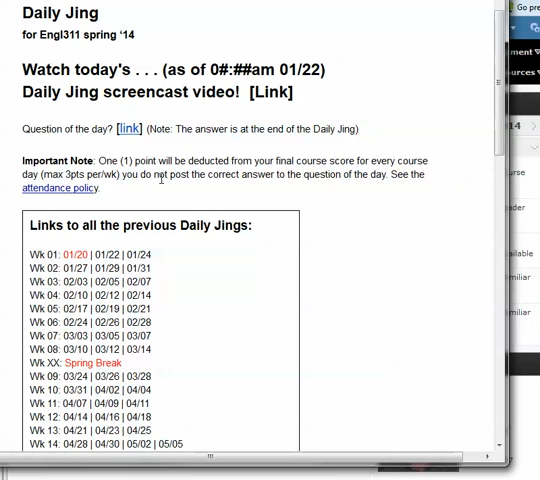 Daily Jing
for Engl311 spring ‘14
Watch today's . . . (as of 0#:##am 01/22)
Daily Jing screencast video!  [Link]
Question of the day? [link] (Note: The answer is at the end of the Daily Jing)
Important Note: One (1) point will be deducted from your final course score for every course
day (max 3pts per/wk) you do not post the correct answer to the question of the day. See the
attendance policy.
Links to all the previous Daily Jings:
Wk 01: 01/20 | 01/22 | 01/24
Wk 02: 01/27 | 01/29 | 01/31
Wk 03: 02/03 | 02/05 | 02/07
Wk 04: 02/10 | 02/12 | 02/14
Wk 05: 02/17 | 02/19 | 02/21
Wk 06: 02/24 | 02/26 | 02/28
Wk 07: 03/03 | 03/05 | 03/07
Wk 08: 03/10 | 03/12 | 03/14
Wk XX: Spring Break
Wk 09: 03/24 | 03/26 | 03/28
Wk 10: 03/31 | 04/02 | 04/04
Wk 11: 04/07 | 04/09 | 04/11
Wk 12: 04/14 | 04/16 | 04/18
Wk 13: 04/21 | 04/23 | 04/25
Wk 14: 04/28 | 04/30 | 05/02 | 05/05
Go pre
ment
ources
14
urse
ader
ailable
miliar
miliar